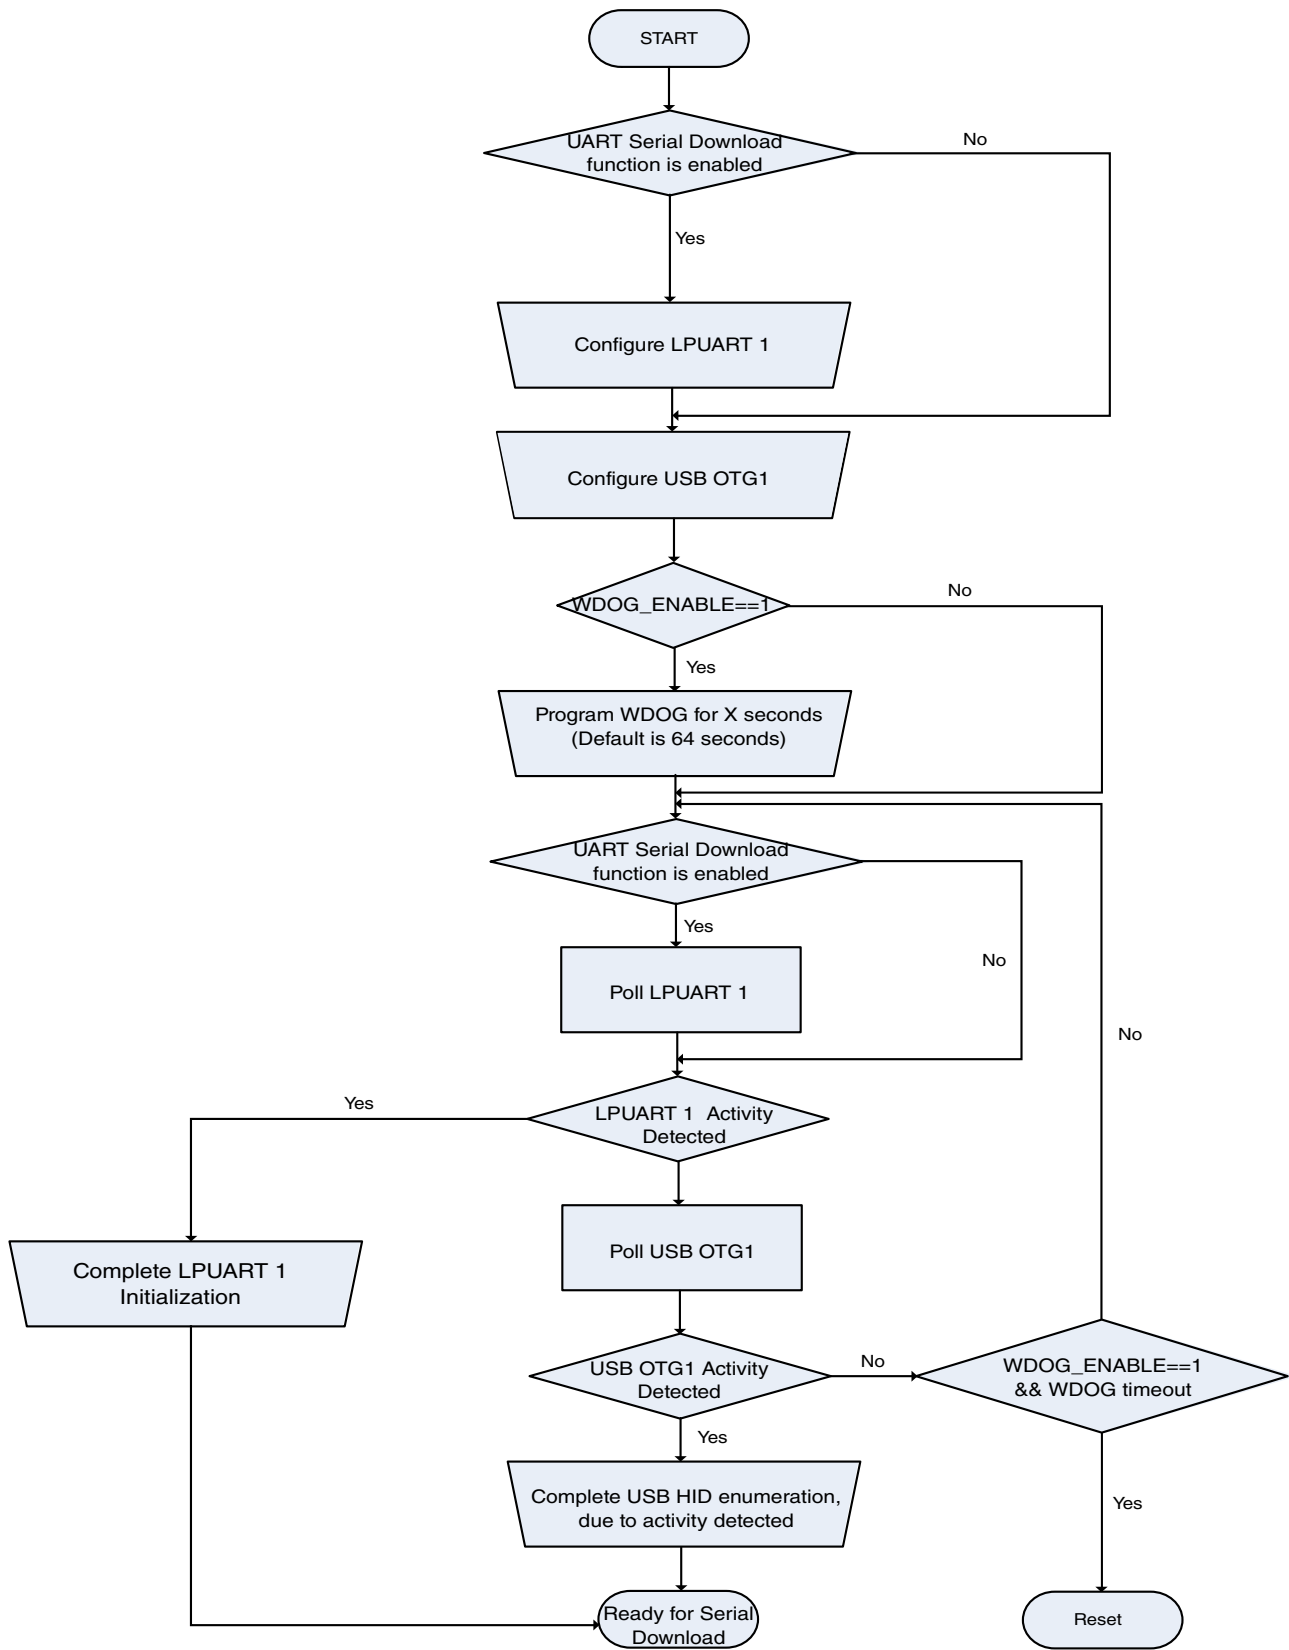 START
UART Serial Download
function is enabled
No
Yes
Configure LPUART 1
Configure USB OTG1
WDOG_ENABLE==1
No
Yes
Program WDOG for X seconds
(Default is 64 seconds)
UART Serial Download
function is enabled
Yes
No
Poll LPUART 1
No
LPUART 1 Activity
Detected
Yes
Poll USB OTG1
Complete LPUART 1
Initialization
USB OTG1 Activity
Detected
No
WDOG_ENABLE==1
&& WDOG timeout
Yes
Complete USB HID enumeration,
due to activity detected
Yes
Ready for Serial
Download
Reset